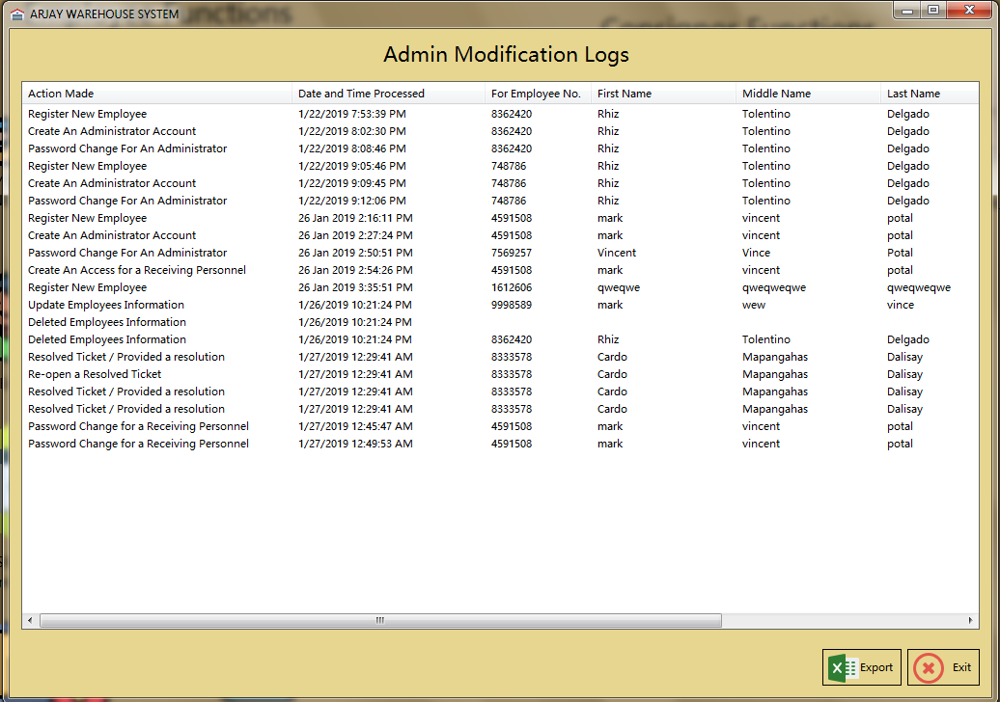 Functions
Consignor Functions
ARJAY WAREHOUSE SYSTEM
Admin Modification Logs
Action Made Date and Time Processed For Employee No. First Name Middle Name Last Name
Register New Employee 1/22/2019 7:53:39 PM 8362420 Rhiz Tolentino Delgado
Create An Administrator Account 1/22/2019 8:02:30 PM 8362420 Rhiz Tolentino Delgado
Password Change For An Administrator 1/22/2019 8:08:46 PM 8362420 Rhiz Tolentino Delgado
Register New Employee 1/22/2019 9:05:46 PM 748786 Rhiz Tolentino Delgado
Create An Administrator Account 1/22/2019 9:09:45 PM 748786 Rhiz Tolentino Delgado
Password Change For An Administrator 1/22/2019 9:12:06 PM 748786 Rhiz Tolentino Delgado
Register New Employee 26 Jan 2019 2:16:11 PM 4591508 mark vincent potal
Create An Administrator Account 26 Jan 2019 2:27:24 PM 4591508 mark vincent potal
Password Change For An Administrator 26 Jan 2019 2:50:51 PM 7569257 Vincent Vince Potal
Create An Access for a Receiving Personnel 26 Jan 2019 2:54:26 PM 4591508 mark vincent potal
Register New Employee 26 Jan 2019 3:35:51 PM 1612606 qweqwe qweqweqwe qweqweqwe
Update Employees Information 1/26/2019 10:21:24 PM 9998589 mark wew vince
Deleted Employees Information 1/26/2019 10:21:24 PM
Deleted Employees Information 1/26/2019 10:21:24 PM 8362420 Rhiz Tolentino Delgado
Resolved Ticket / Provided a resolution 1/27/2019 12:29:41 AM 8333578 Cardo Mapangahas Dalisay
Re-open a Resolved Ticket 1/27/2019 12:29:41 AM 8333578 Cardo Mapangahas Dalisay
Resolved Ticket / Provided a resolution 1/27/2019 12:29:41 AM 8333578 Cardo Mapangahas Dalisay
Resolved Ticket / Provided a resolution 1/27/2019 12:29:41 AM 8333578 Cardo Mapangahas Dalisay
Password Change for a Receiving Personnel 1/27/2019 12:45:47 AM 4591508 mark vincent potal
Password Change for a Receiving Personnel 1/27/2019 12:49:53 AM 4591508 mark vincent potal
Export Exit